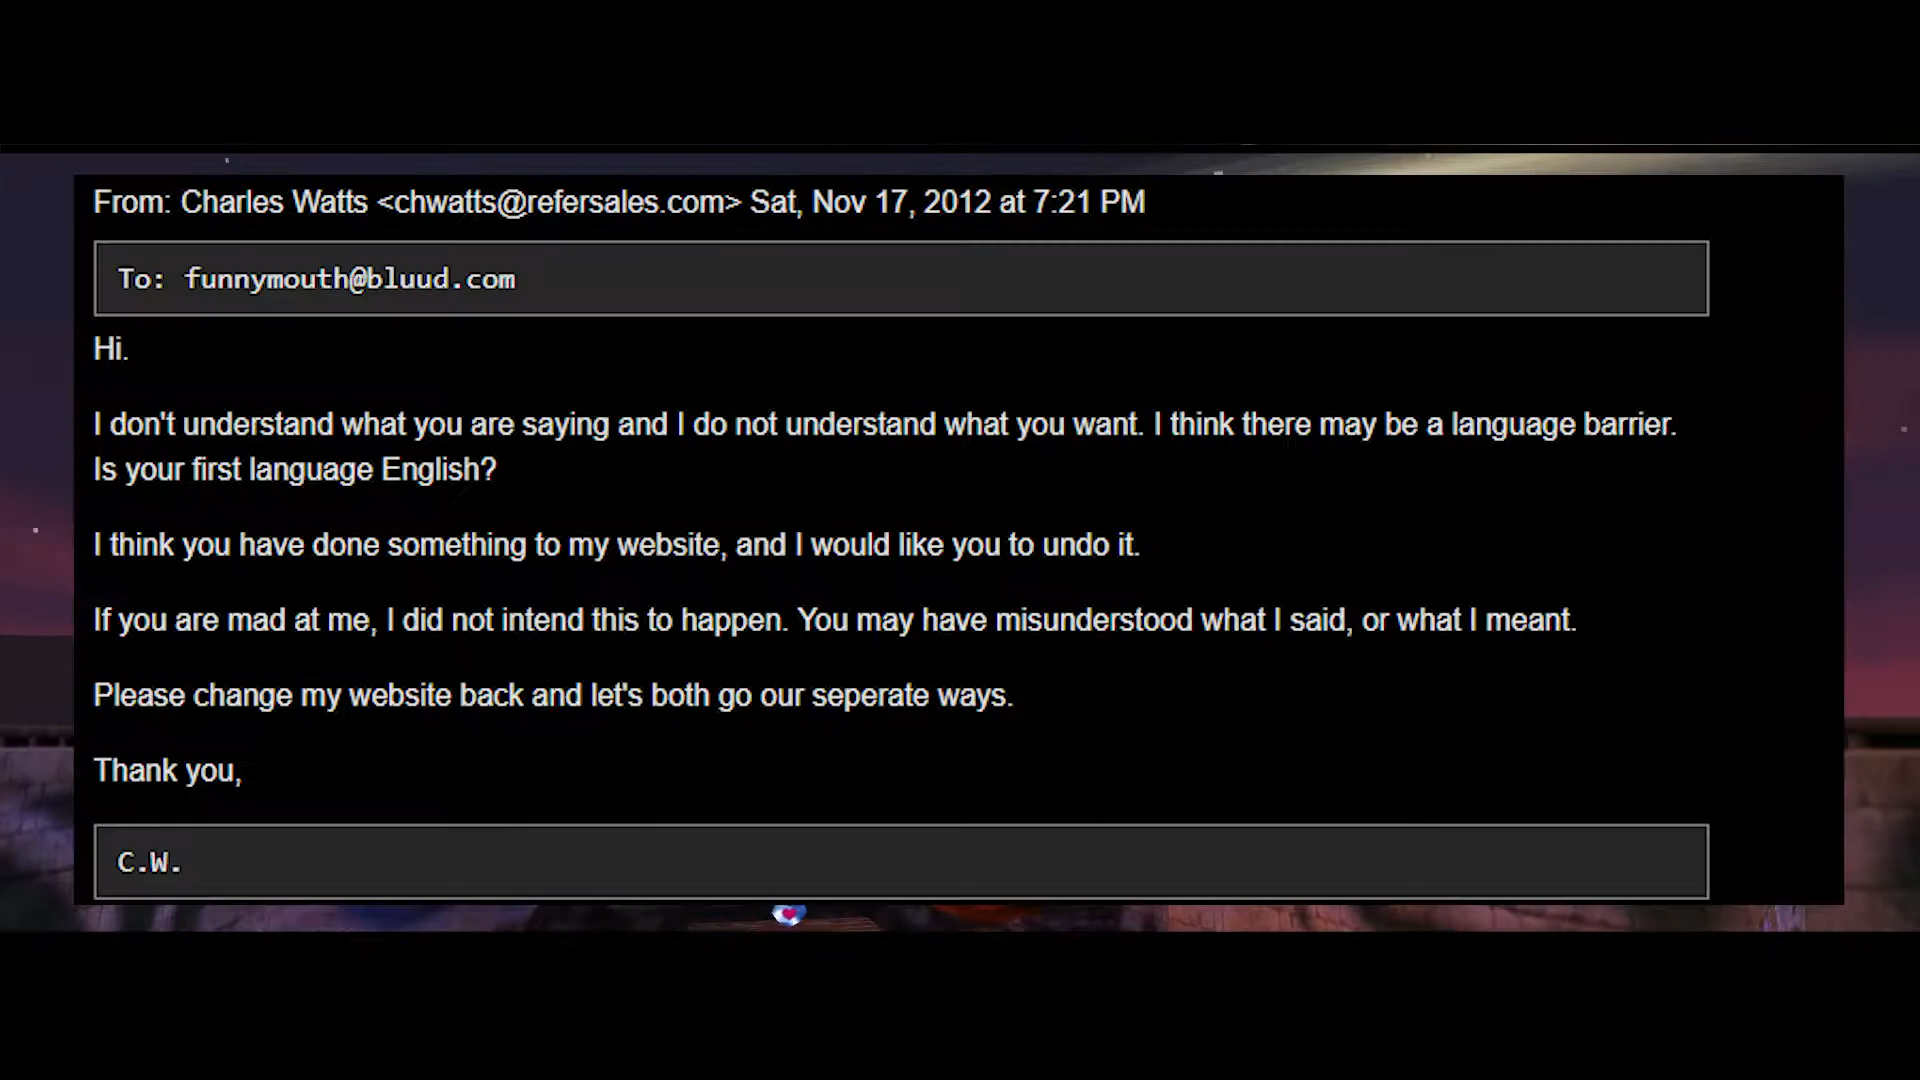 From: Charles Watts <chwatts@refersales.com> Sat, Nov 17, 2012 at 7:21 PM
To: funnymouth@bluud.com
Hi.
I don't understand what you are saying and I do not understand what you want. I think there may be a language barrier.
Is your first language English?
I think you have done something to my website, and I would like you to undo it.
If you are mad at me, I did not intend this to happen. You may have misunderstood what I said, or what I meant.
Please change my website back and let's both go our seperate ways.
Thank you,
C.W.